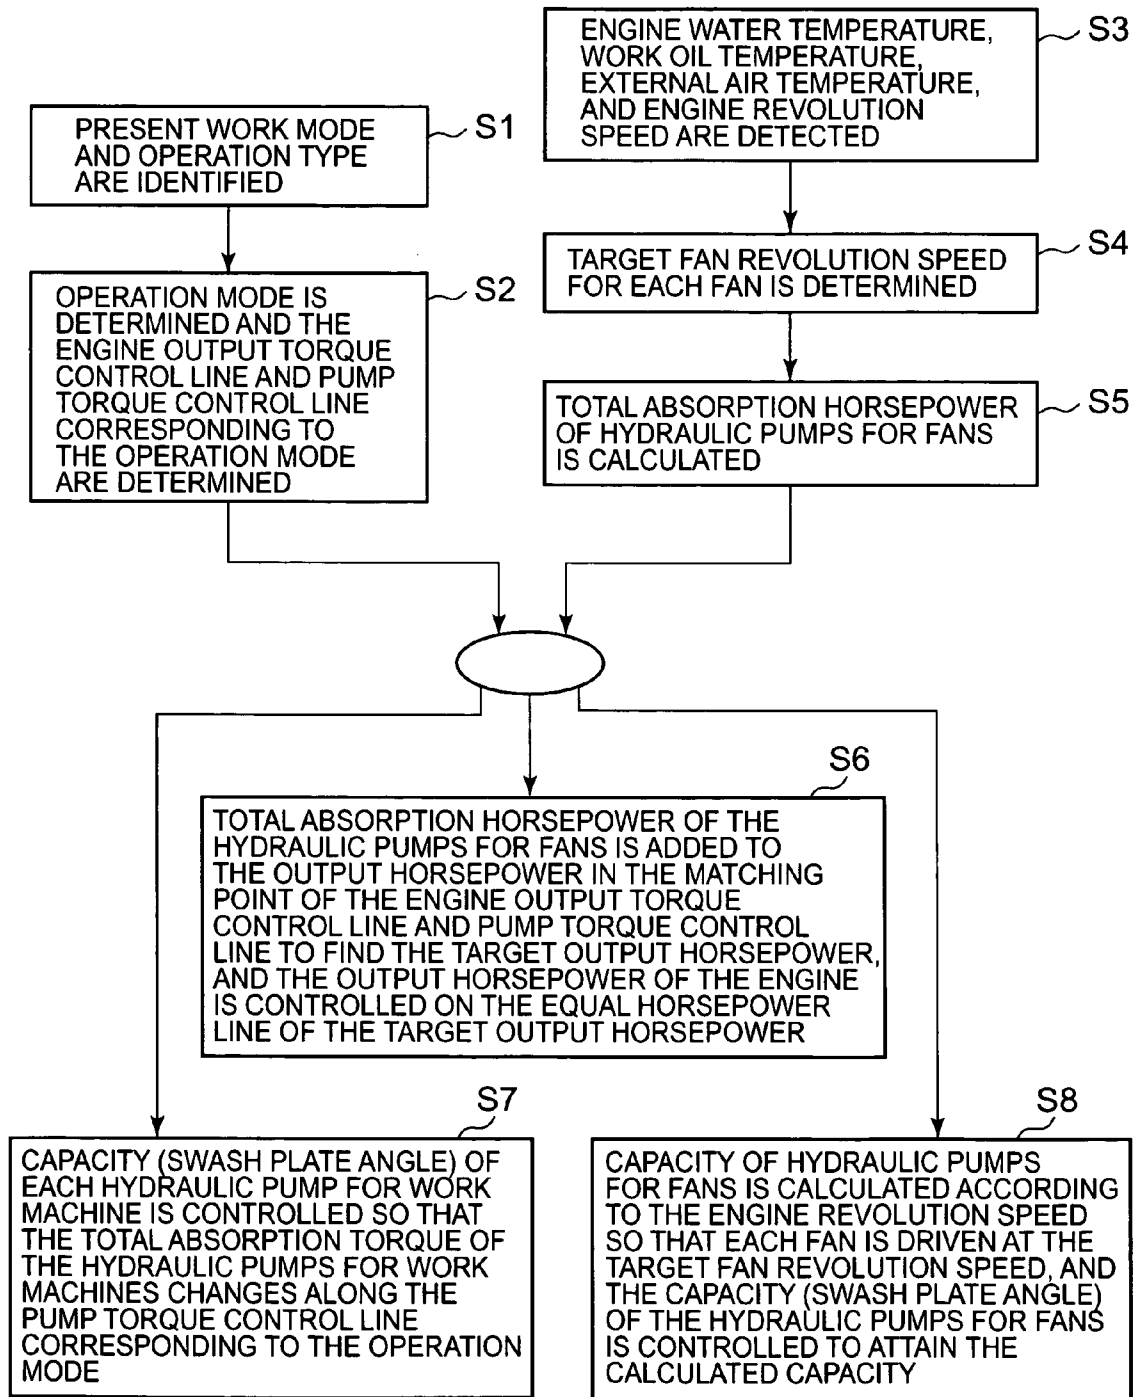 PRESENT WORK MODE
AND OPERATION TYPE
ARE IDENTIFIED
S1
OPERATION MODE IS
DETERMINED AND THE
ENGINE OUTPUT TORQUE
CONTROL LINE AND PUMP
TORQUE CONTROL LINE
CORRESPONDING TO
THE OPERATION MODE
ARE DETERMINED
S2
ENGINE WATER TEMPERATURE,
WORK OIL TEMPERATURE,
EXTERNAL AIR TEMPERATURE,
AND ENGINE REVOLUTION
SPEED ARE DETECTED
S3
TARGET FAN REVOLUTION SPEED
FOR EACH FAN IS DETERMINED
S4
TOTAL ABSORPTION HORSEPOWER
OF HYDRAULIC PUMPS FOR FANS
IS CALCULATED
S5
S6
TOTAL ABSORPTION HORSEPOWER OF THE
HYDRAULIC PUMPS FOR FANS IS ADDED TO
THE OUTPUT HORSEPOWER IN THE MATCHING
POINT OF THE ENGINE OUTPUT TORQUE
CONTROL LINE AND PUMP TORQUE CONTROL
LINE TO FIND THE TARGET OUTPUT HORSEPOWER,
AND THE OUTPUT HORSEPOWER OF THE ENGINE
IS CONTROLLED ON THE EQUAL HORSEPOWER
LINE OF THE TARGET OUTPUT HORSEPOWER
S7
CAPACITY (SWASH PLATE ANGLE) OF
EACH HYDRAULIC PUMP FOR WORK
MACHINE IS CONTROLLED SO THAT
THE TOTAL ABSORPTION TORQUE OF
THE HYDRAULIC PUMPS FOR WORK
MACHINES CHANGES ALONG THE
PUMP TORQUE CONTROL LINE
CORRESPONDING TO THE OPERATION
MODE
S8
CAPACITY OF HYDRAULIC PUMPS
FOR FANS IS CALCULATED ACCORDING
TO THE ENGINE REVOLUTION SPEED
SO THAT EACH FAN IS DRIVEN AT THE
TARGET FAN REVOLUTION SPEED, AND
THE CAPACITY (SWASH PLATE ANGLE)
OF THE HYDRAULIC PUMPS FOR FANS
IS CONTROLLED TO ATTAIN THE
CALCULATED CAPACITY